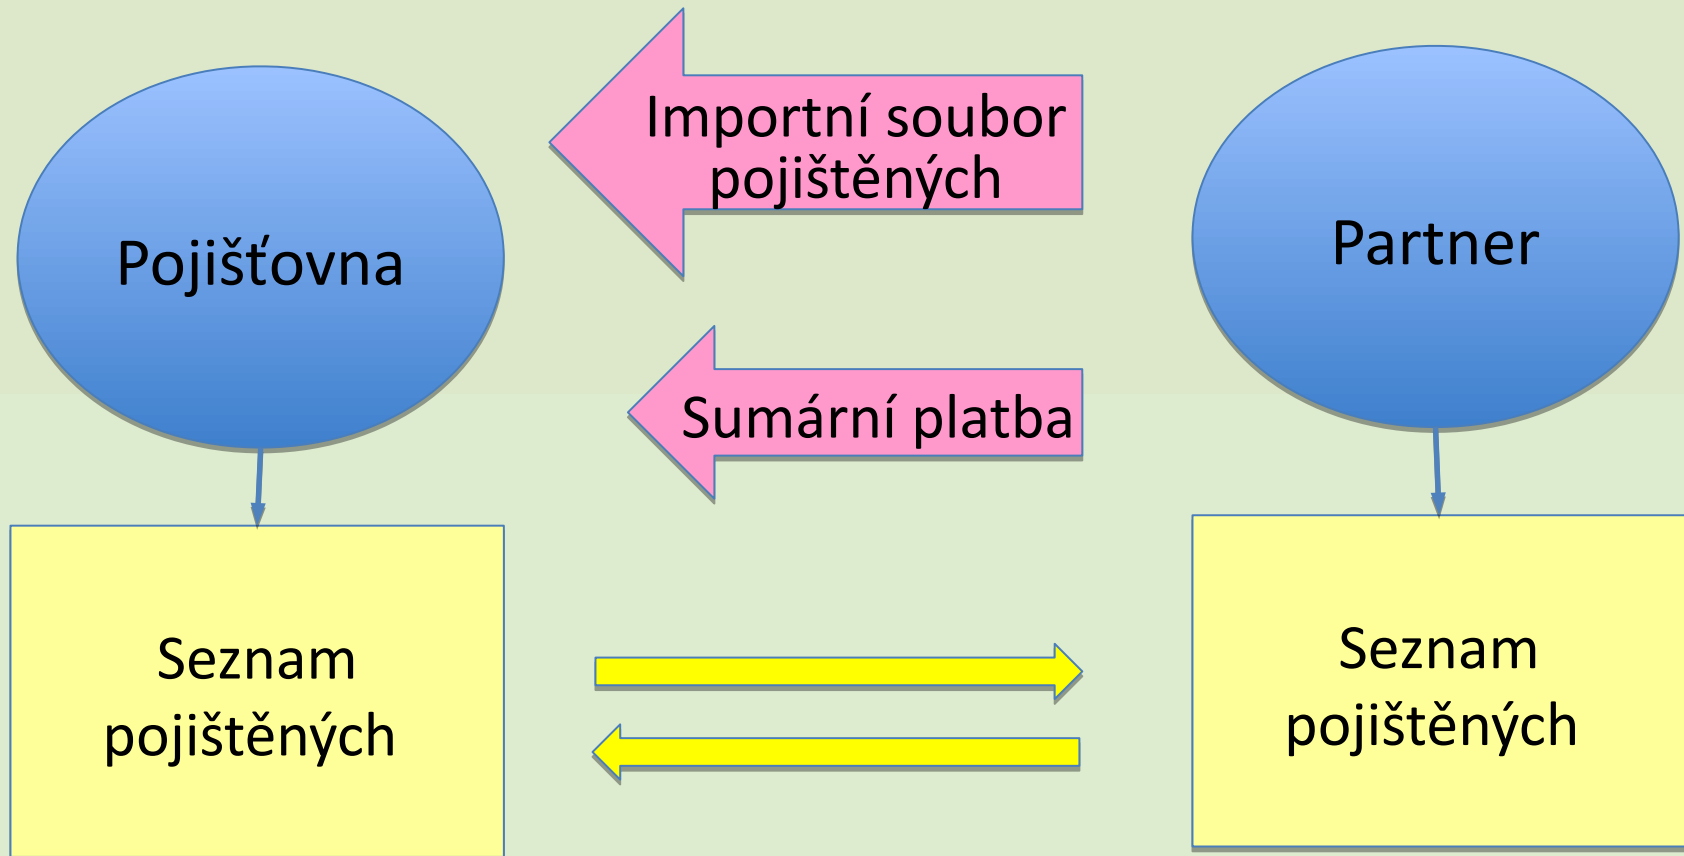 Importní soubor
pojištěných
Pojišťovna
Partner
Sumární platba
Seznam
pojištěných
Seznam
pojištěných